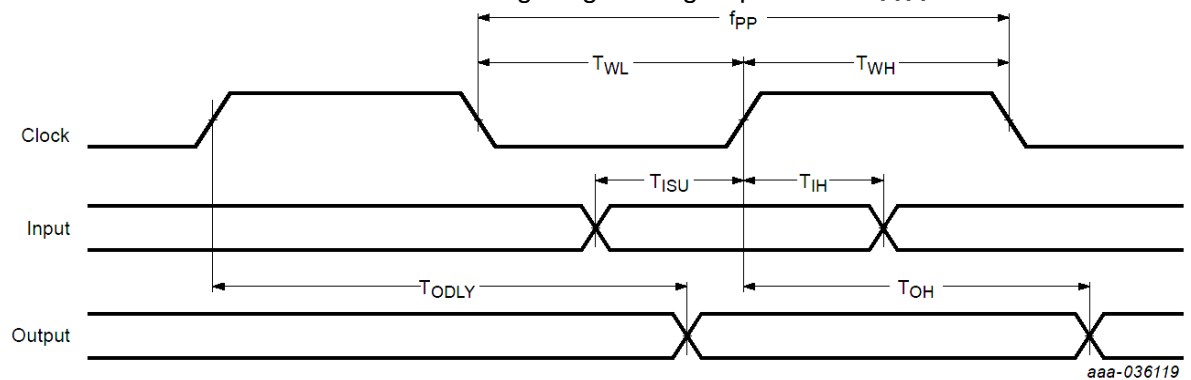 fPP
TWL
TWH
Clock
TISU
TIH
Input
TODLY
TOH
Output
aaa-036119